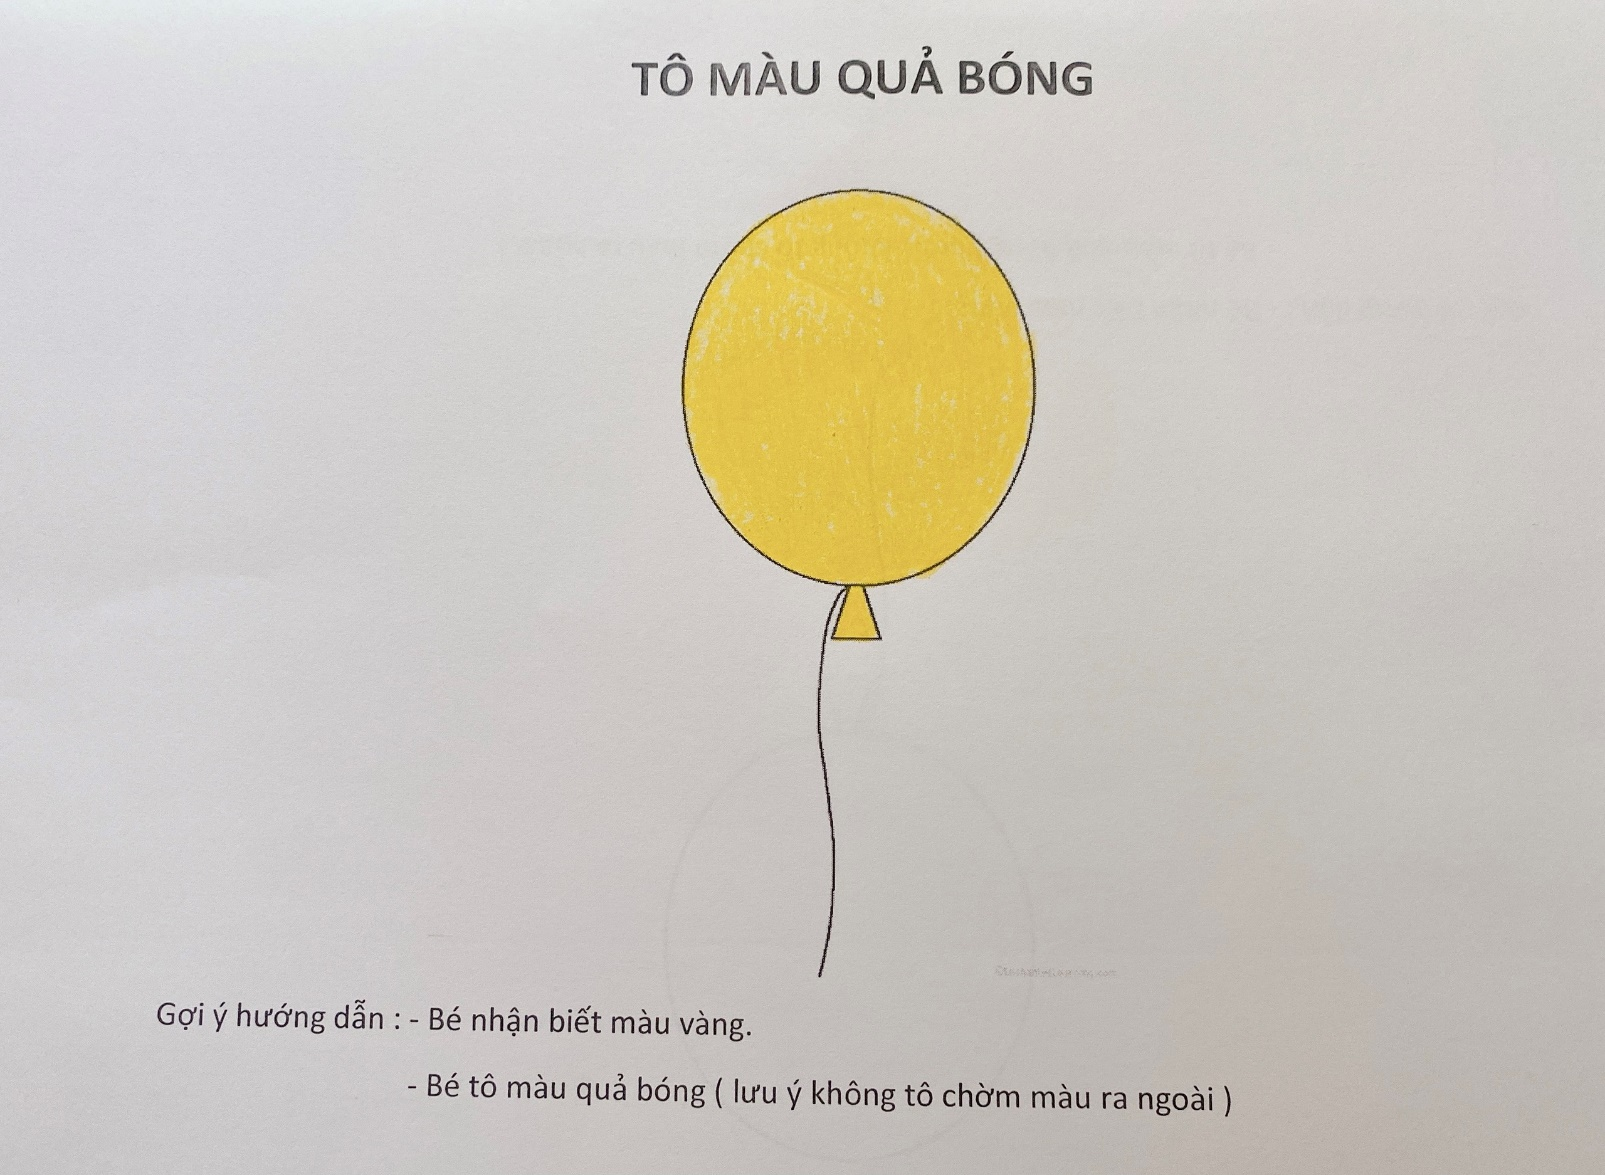 TÔ MÀU QUẢ BÓNG
Gợi ý hướng dẫn : - Bé nhận biết màu vàng.
- Bé tô màu quả bóng ( lưu ý không tô chờm màu ra ngoài )